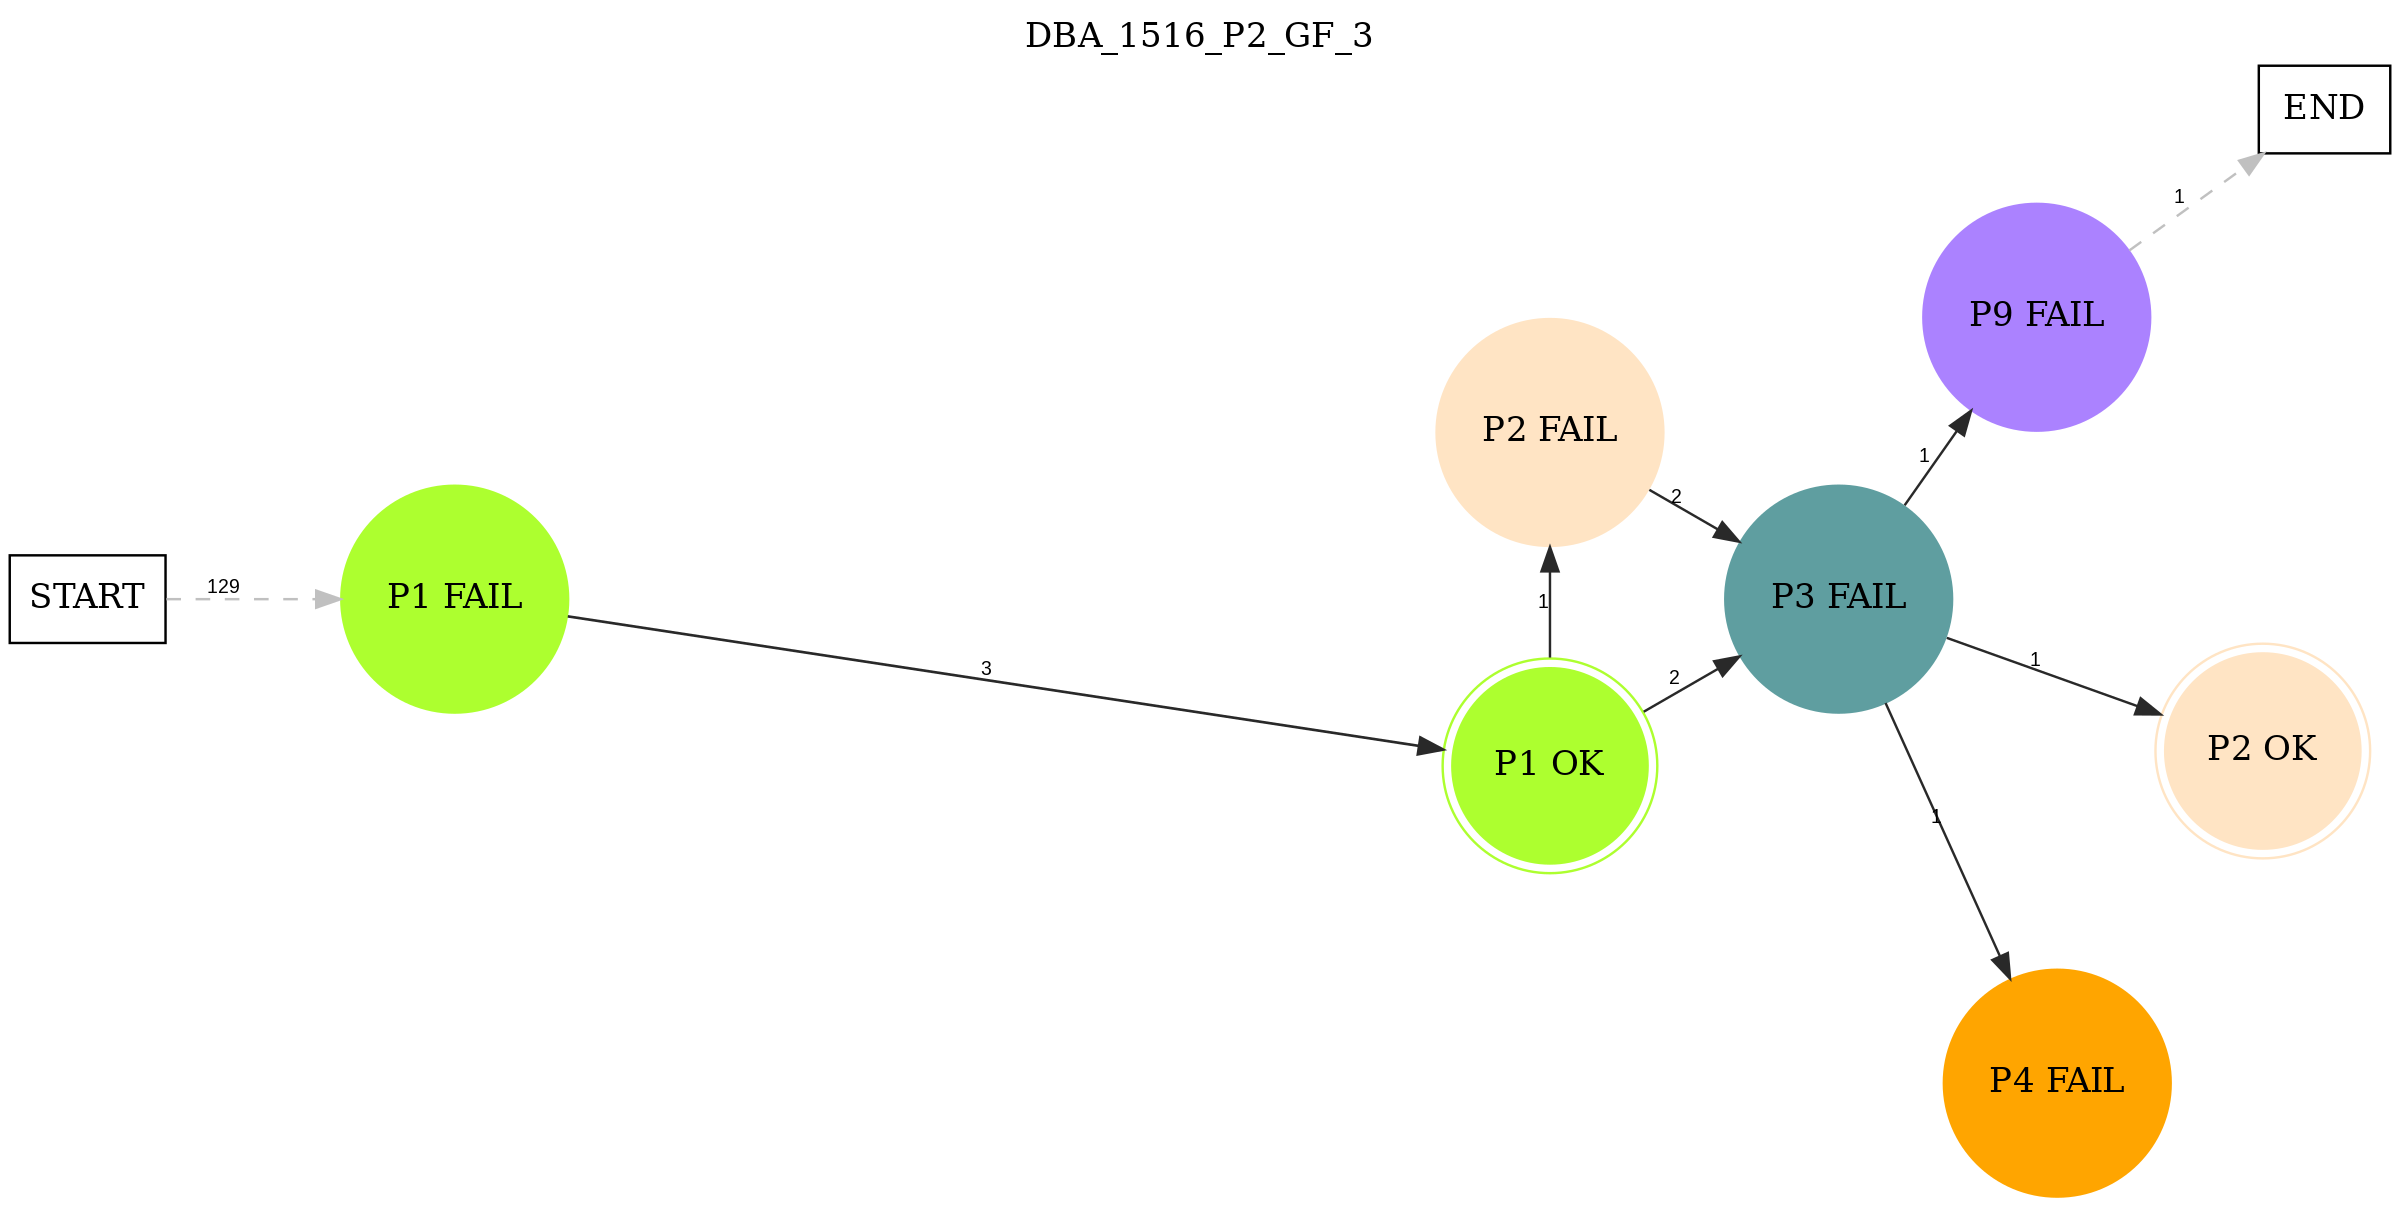 DBA_1516_P2_GF_3
END
1
P9 FAIL
P2 FAIL
1
2
START
129
P1 FAIL
P3 FAIL
1
3
2
1
P1 OK
P2 OK
1
P4 FAIL